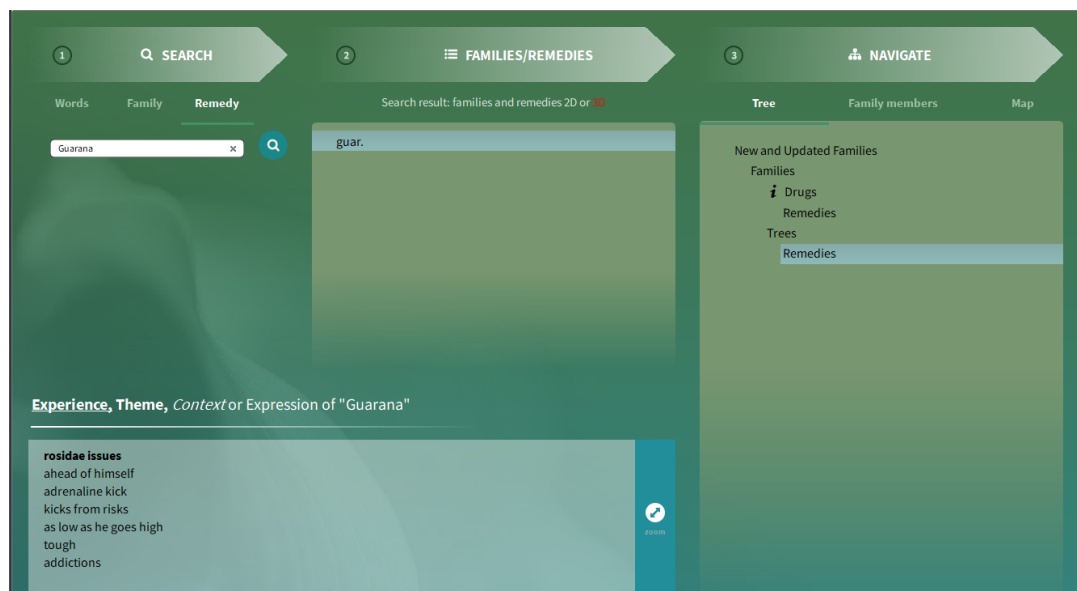 1 SEARCH
2 FAMILIES/REMEDIES
3 NAVIGATE
Words Family Remedy
Search result: families and remedies 2D or 3D
Tree Family members Map
Guarana ×
guar.
New and Updated Families
Families
i Drugs
Remedies
Trees
Remedies
Experience, Theme, Context or Expression of "Guarana"
rosidae issues
ahead of himself
adrenaline kick
kicks from risks
as low as he goes high
tough
addictions
zoom